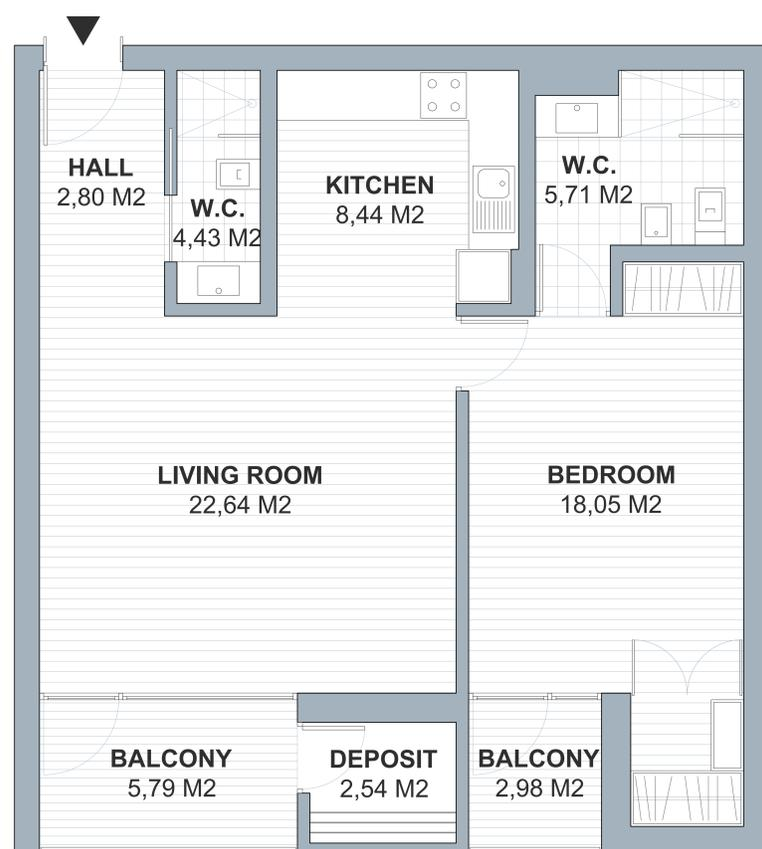 HALL
2,80 M2
W.C.
4,43 M2
KITCHEN
8,44 M2
W.C.
5,71 M2
LIVING ROOM
22,64 M2
BEDROOM
18,05 M2
BALCONY
5,79 M2
DEPOSIT
2,54 M2
BALCONY
2,98 M2